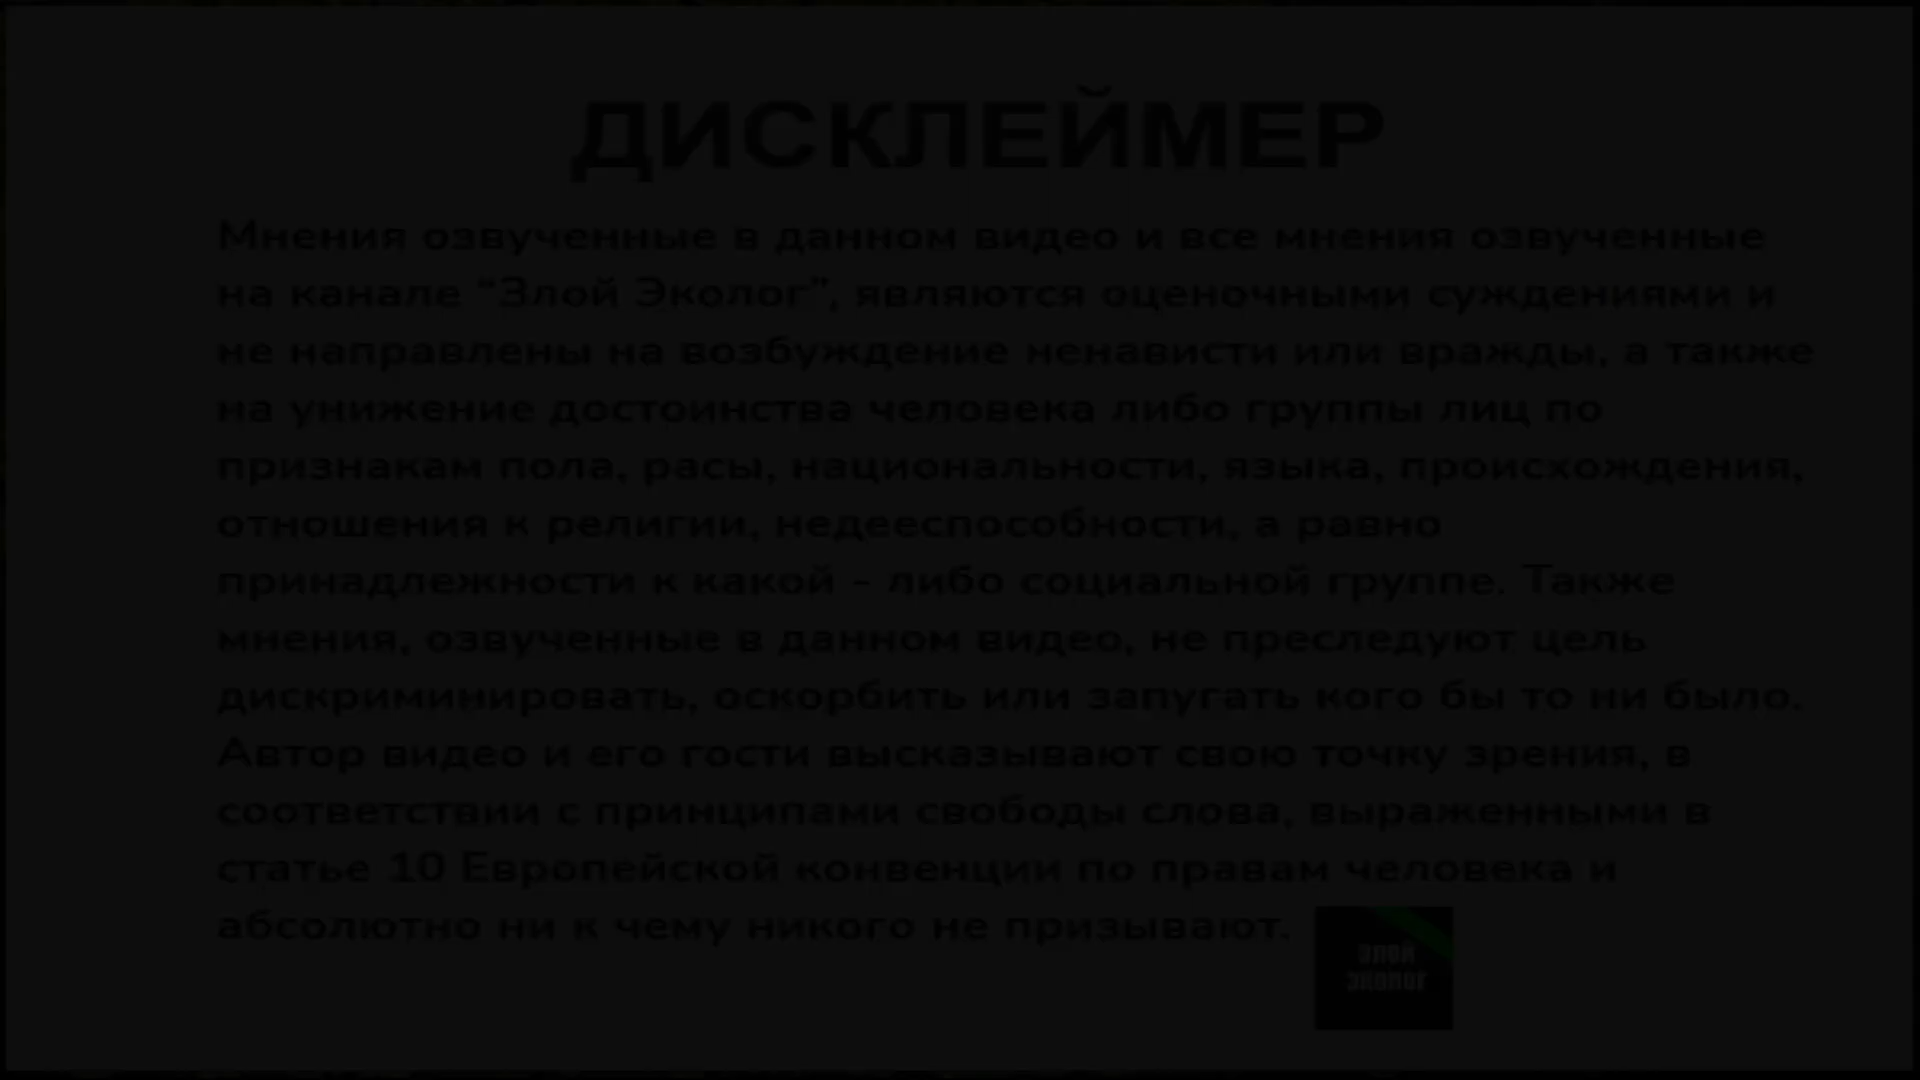 ДИСКЛЕЙМЕР
Мнения озвученные в данном видео и все мнения озвученные
на канале “Злой Эколог”, являются оценочными суждениями и
не направлены на возбуждение ненависти или вражды, а также
на унижение достоинства человека либо группы лиц по
признакам пола, расы, национальности, языка, происхождения,
отношения к религии, недееспособности, а равно
принадлежности к какой - либо социальной группе. Также
мнения, озвученные в данном видео, не преследуют цель
дискриминировать, оскорбить или запугать кого бы то ни было.
Автор видео и его гости высказывают свою точку зрения, в
соответствии с принципами свободы слова, выраженными в
статье 10 Европейской конвенции по правам человека и
абсолютно ни к чему никого не призывают.
злой
эколог